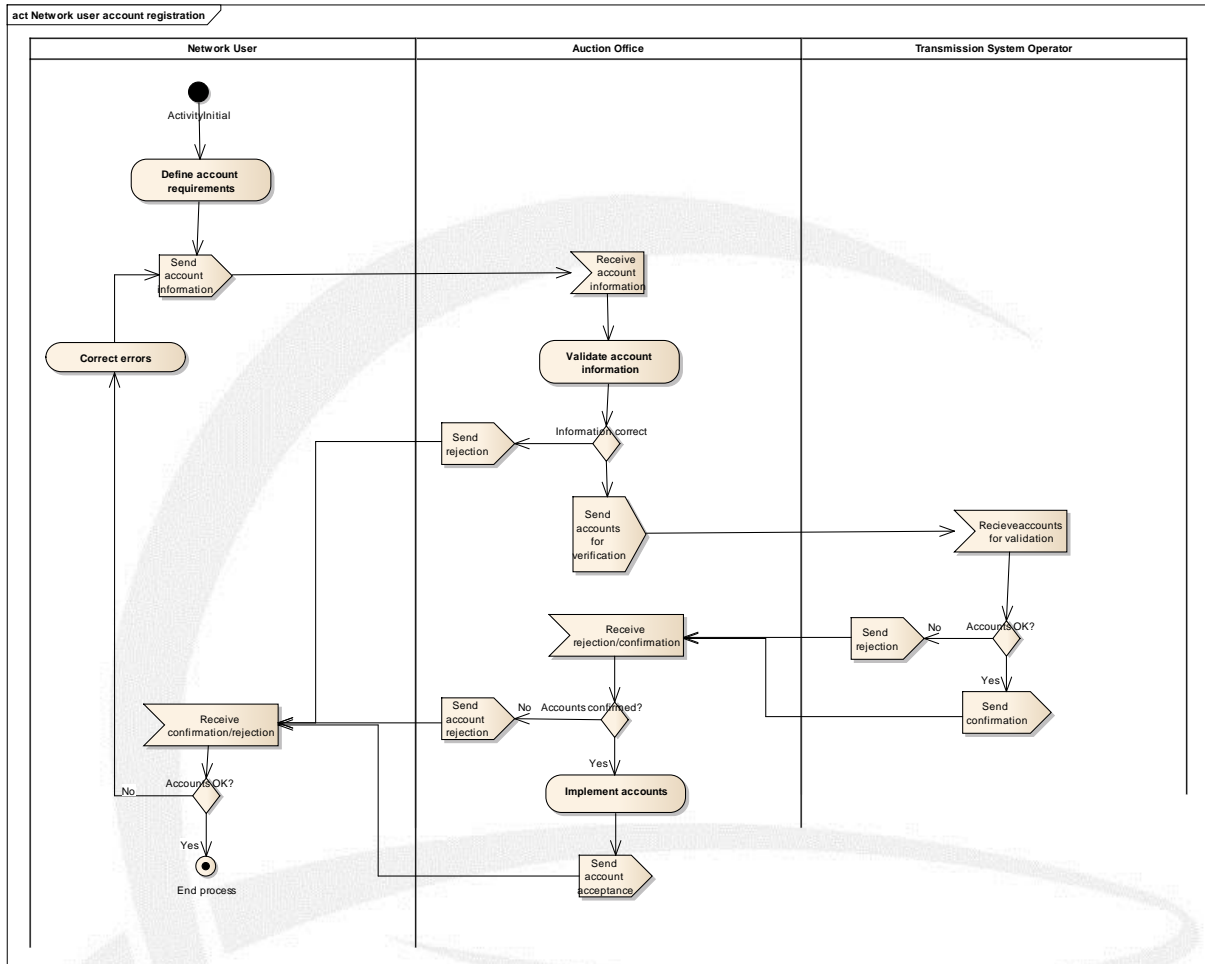 act Network user account registration
Network User
Auction Office
Transmission System Operator
ActivityInitial
Define account
requirements
Send
account
information
Receive
account
information
Correct errors
Validate account
information
Information correct
Send
rejection
Send
accounts
for
verification
Recieveaccounts
for validation
Receive
rejection/confirmation
Send
rejection
No
Accounts OK?
Yes
Send
confirmation
Receive
confirmation/rejection
Send
account
rejection
No
Accounts confirmed?
Yes
Accounts OK?
No
Implement accounts
Yes
End process
Send
account
acceptance